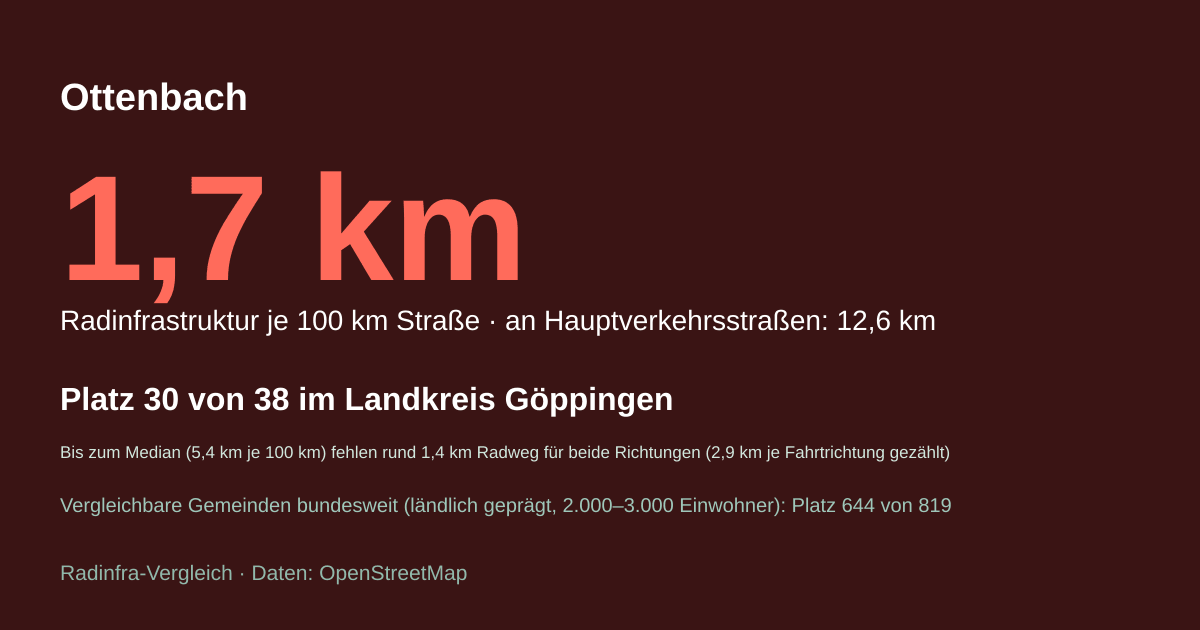 Ottenbach
1,7 km
Radinfrastruktur je 100 km Straße · an Hauptverkehrsstraßen: 12,6 km
Platz 30 von 38 im Landkreis Göppingen
Bis zum Median (5,4 km je 100 km) fehlen rund 1,4 km Radweg für beide Richtungen (2,9 km je Fahrtrichtung gezählt)
Vergleichbare Gemeinden bundesweit (ländlich geprägt, 2.000–3.000 Einwohner): Platz 644 von 819
Radinfra-Vergleich · Daten: OpenStreetMap